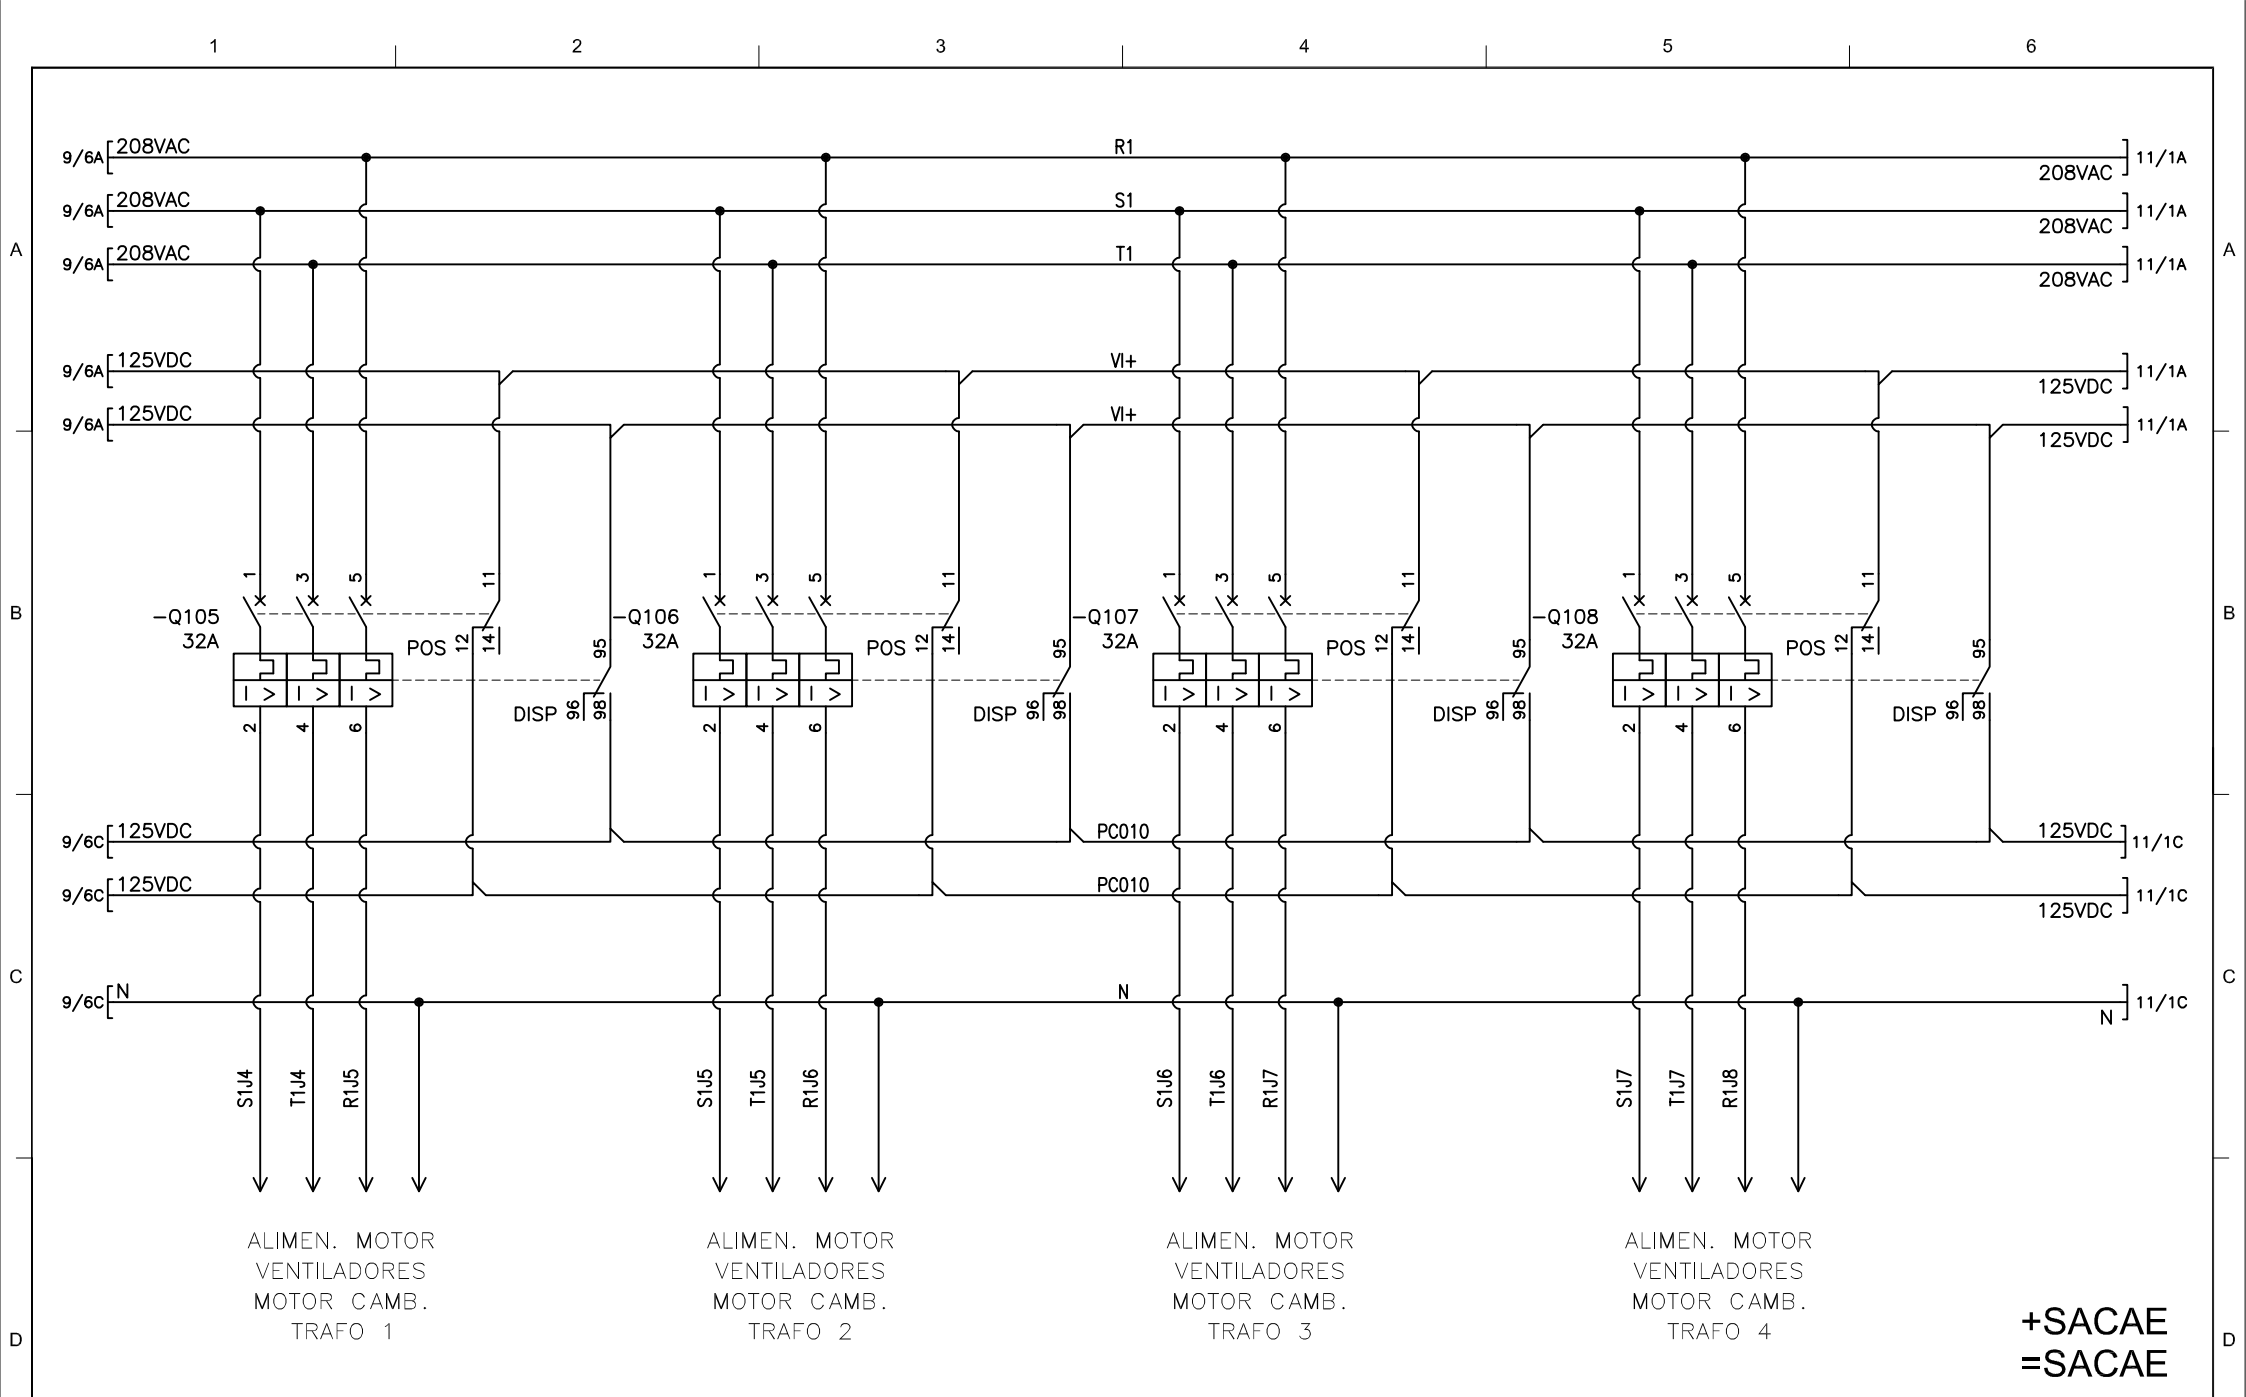 1 2 3 4 5 6
9/6A 208VAC R1 11/1A
208VAC
9/6A 208VAC S1 11/1A
208VAC
A 9/6A 208VAC T1 11/1A A
208VAC
9/6A 125VDC VI+ 11/1A
125VDC
9/6A 125VDC VI+ 11/1A
125VDC
1 3 5 11 1 3 5 11 1 3 5 11 1 3 5 11
B -Q105 -Q106 -Q107 -Q108 B
32A 32A 32A 32A
POS 12 14 95 POS 12 14 95 POS 12 14 95 POS 12 14 95
I > I > I > I > I > I > I > I > I > I > I > I >
DISP 96 98 DISP 96 98 DISP 96 98 DISP 96 98
2 4 6 2 4 6 2 4 6 2 4 6
9/6C 125VDC PC010 125VDC 11/1C
9/6C 125VDC PC010 11/1C
125VDC
C C
9/6C N N 11/1C
N
S1J4 T1J4 R1J5 S1J5 T1J5 R1J6 S1J6 T1J6 R1J7 S1J7 T1J7 R1J8
ALIMEN. MOTOR
VENTILADORES
MOTOR CAMB.
TRAFO 1
ALIMEN. MOTOR
VENTILADORES
MOTOR CAMB.
TRAFO 2
ALIMEN. MOTOR
VENTILADORES
MOTOR CAMB.
TRAFO 3
ALIMEN. MOTOR
VENTILADORES
MOTOR CAMB.
TRAFO 4
D D
+SACAE
=SACAE